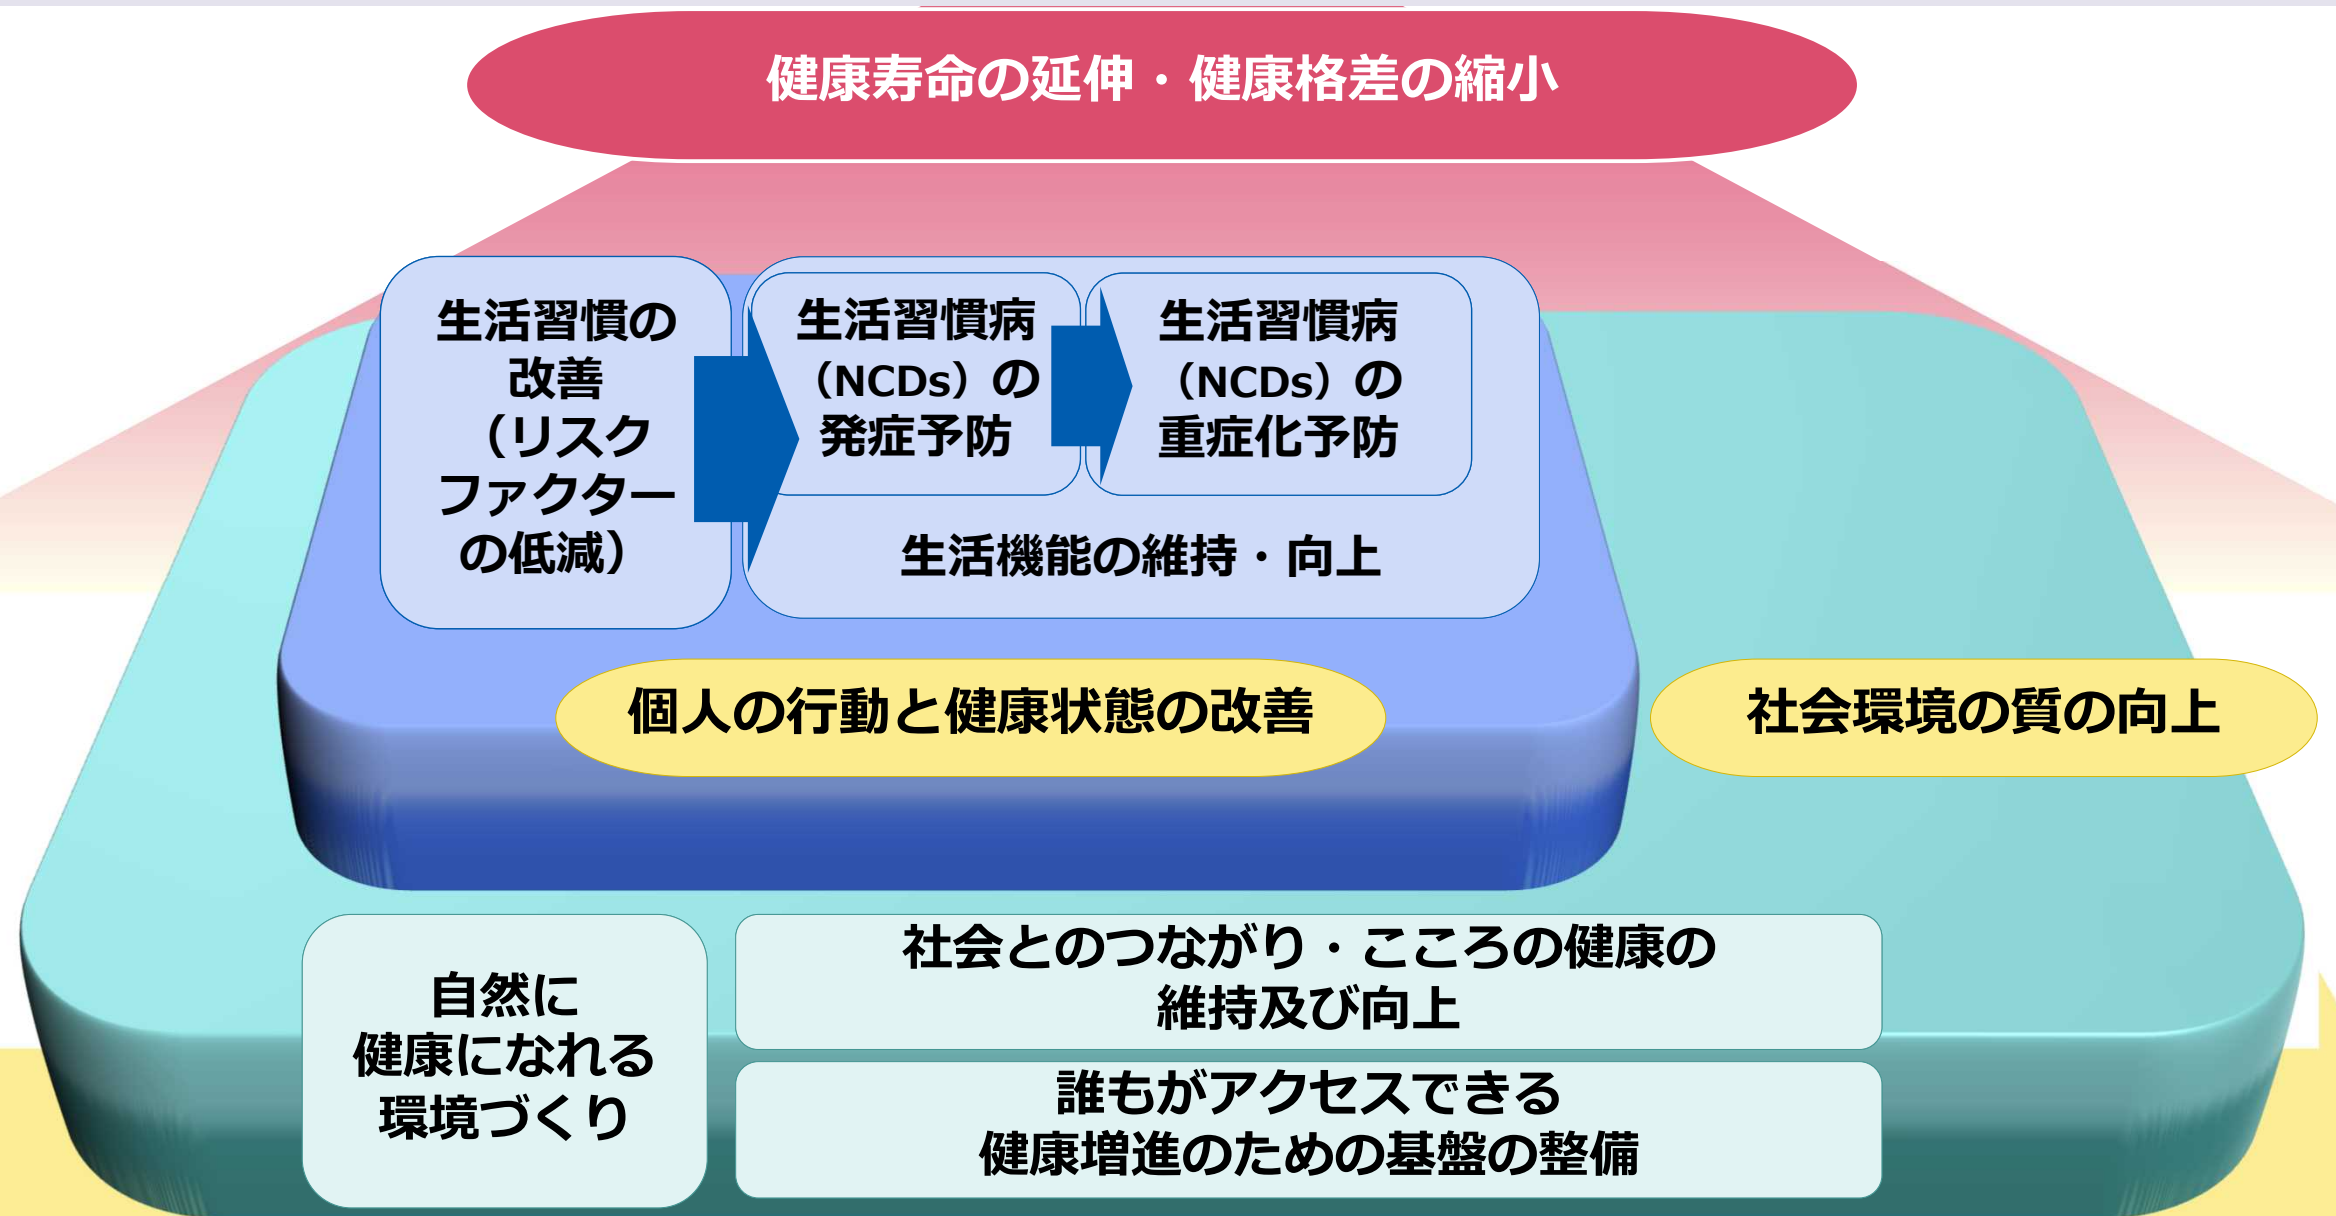 健康寿命の延伸・健康格差の縮小
生活習慣の
改善
（リスク
ファクター
の低減）
生活習慣病
（NCDs）の
発症予防
生活習慣病
（NCDs）の
重症化予防
生活機能の維持・向上
個人の行動と健康状態の改善
社会環境の質の向上
自然に
健康になれる
環境づくり
社会とのつながり・こころの健康の
維持及び向上
誰もがアクセスできる
健康増進のための基盤の整備